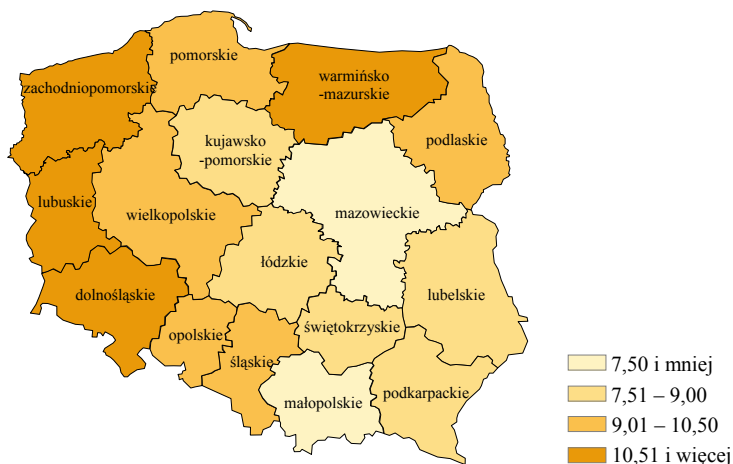 pomorskie
warmińsko
-mazurskie
zachodniopomorskie
kujawsko
-pomorskie
podlaskie
lubuskie
wielkopolskie
mazowieckie
łódzkie
dolnośląskie
lubelskie
opolskie
świętokrzyskie
śląskie
małopolskie
podkarpackie
7,50 i mniej
7,51 – 9,00
9,01 – 10,50
10,51 i więcej